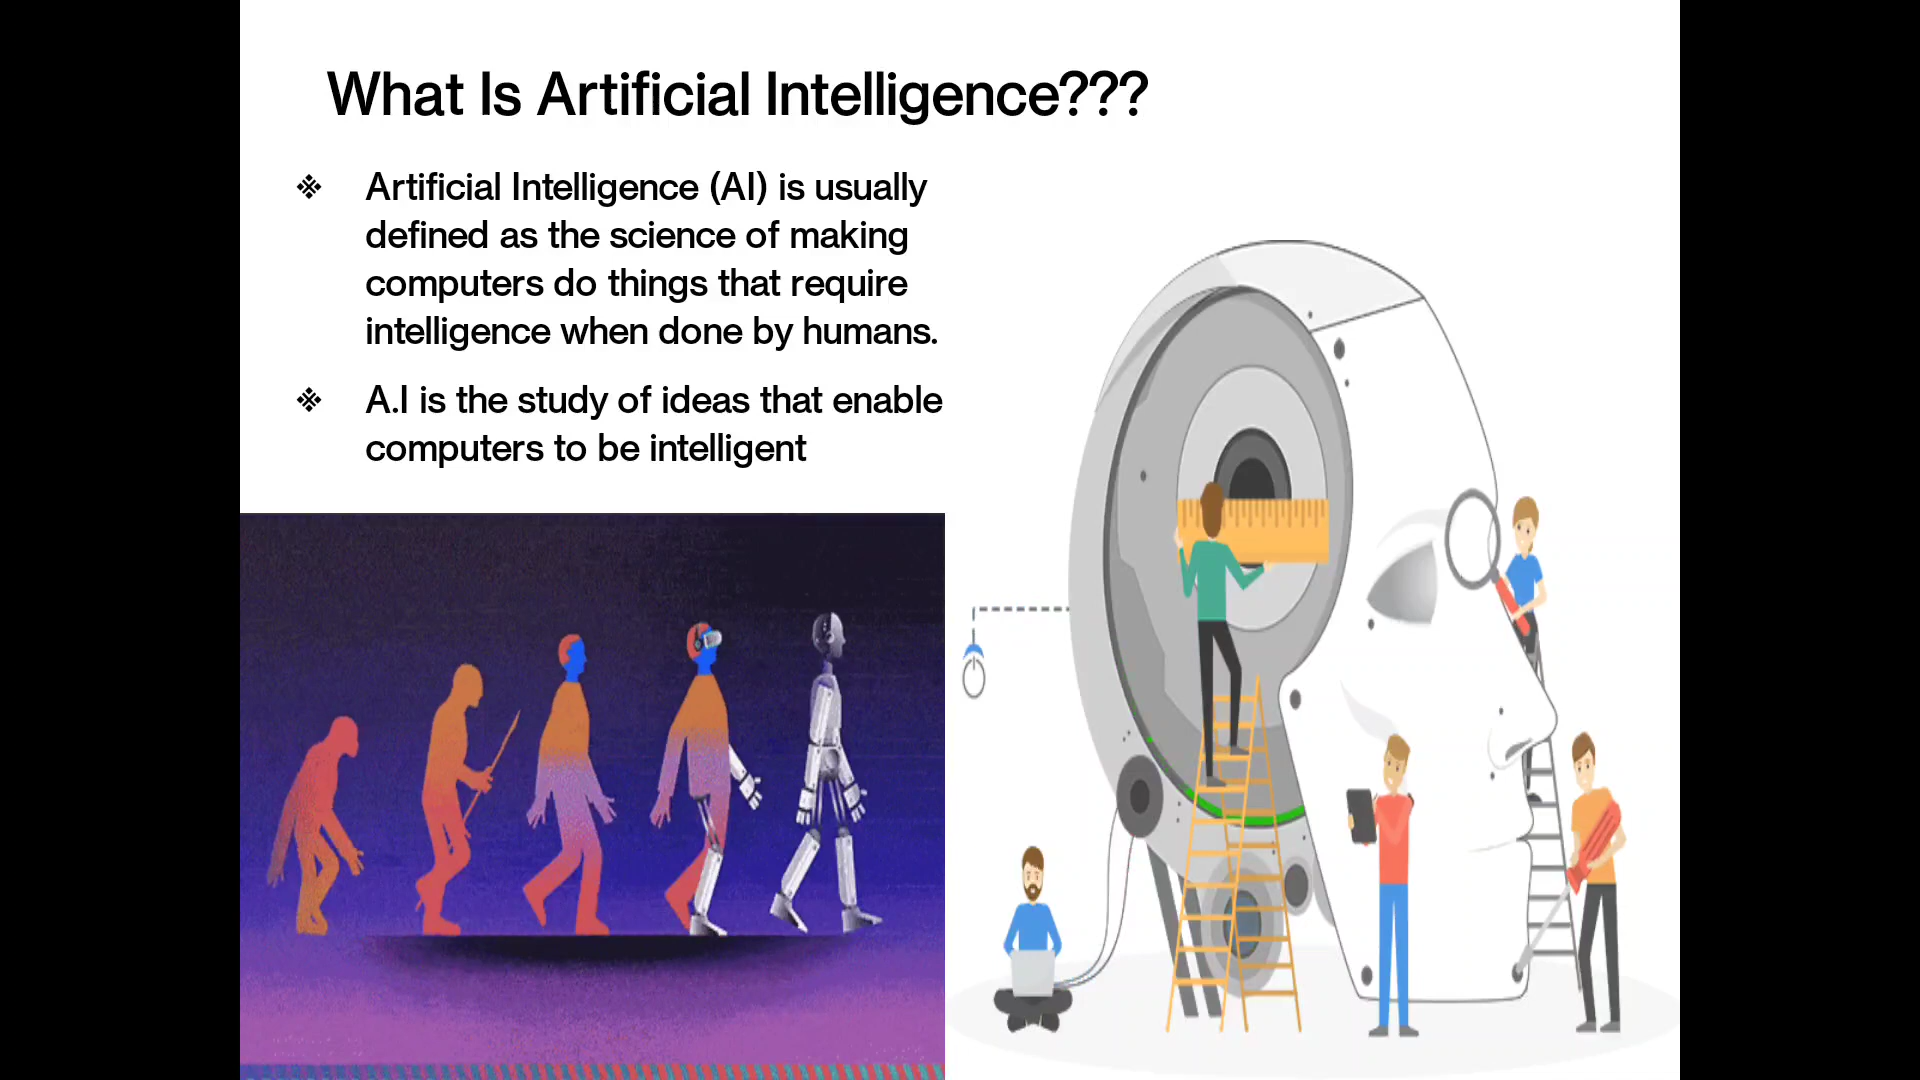 What Is Artificial Intelligence???
❖ Artificial Intelligence (AI) is usually
defined as the science of making
computers do things that require
intelligence when done by humans.
❖ A.I is the study of ideas that enable
computers to be intelligent